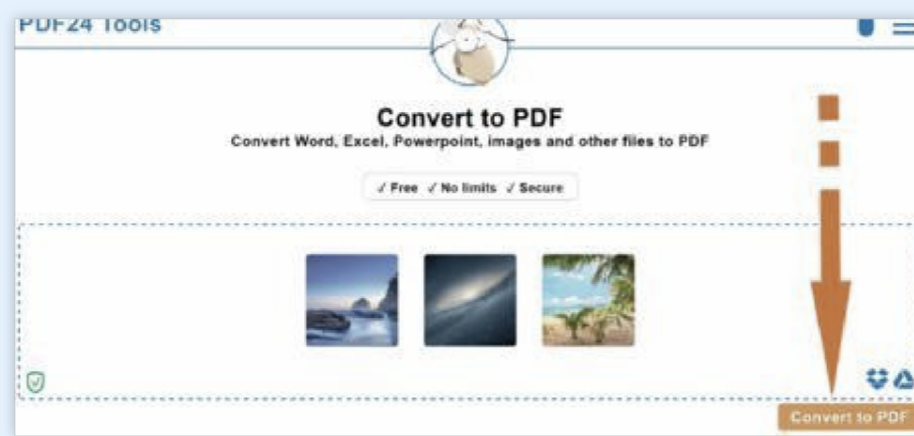 PDF24 Tools
Convert to PDF
Convert Word, Excel, Powerpoint, images and other files to PDF
✓ Free ✓ No limits ✓ Secure
Convert to PDF